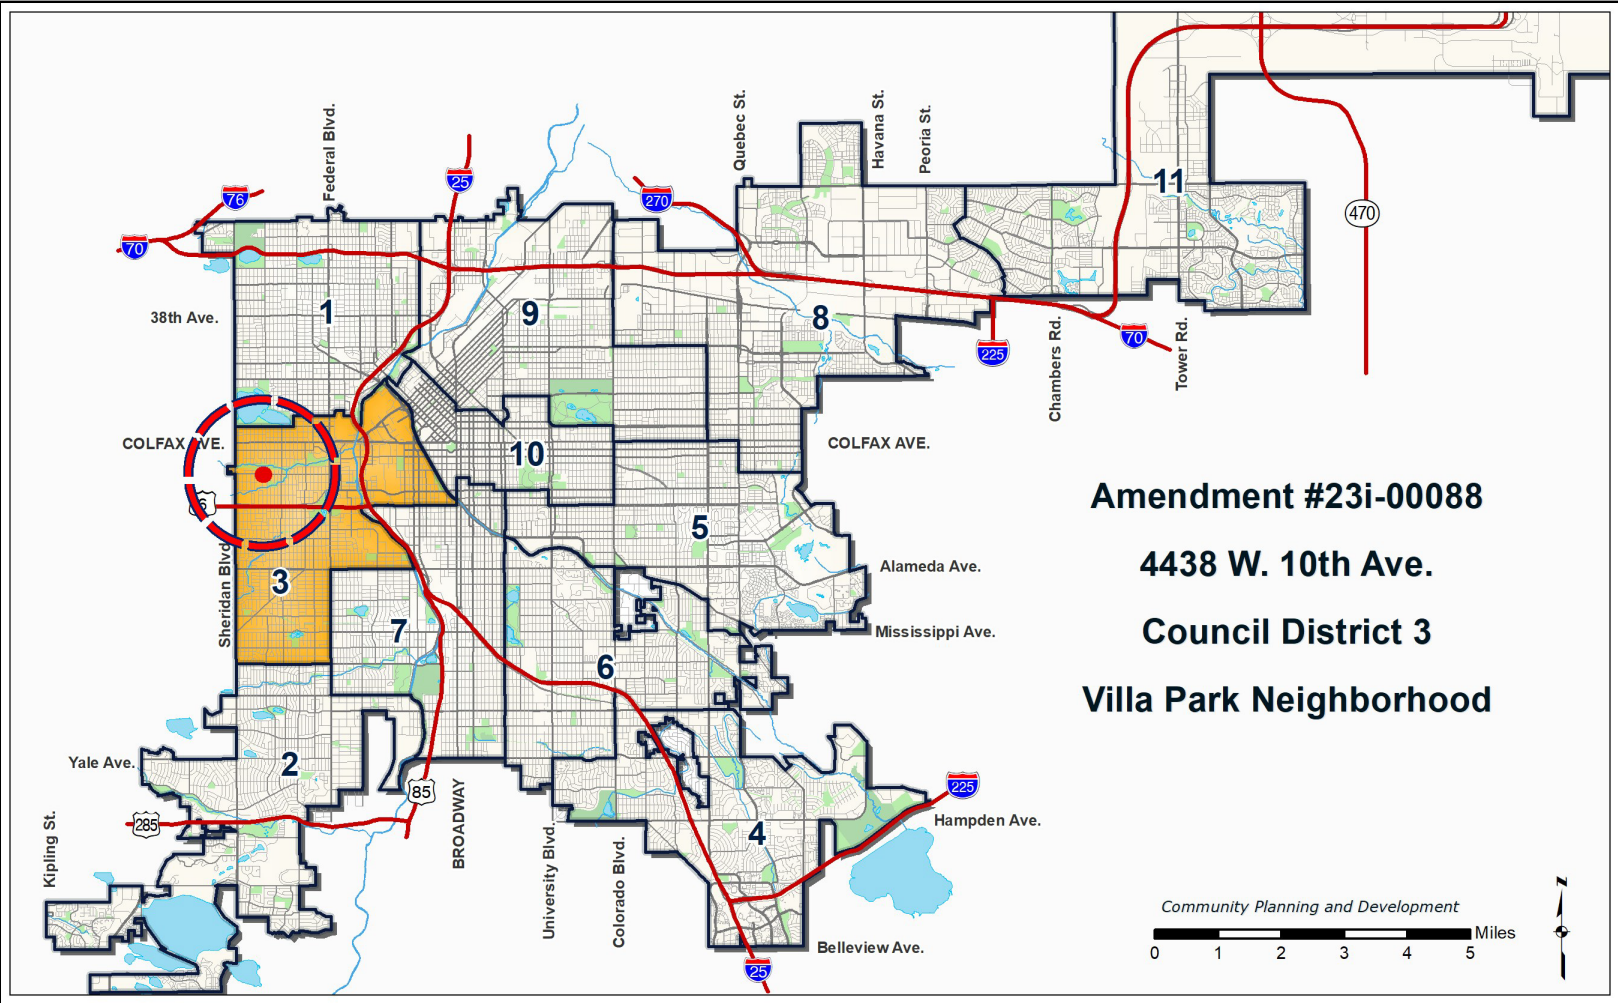 Federal Blvd.
Quebec St.
Havana St.
Peoria St.
76
25
270
11
470
70
1
9
8
38th Ave.
225
70
Chambers Rd.
Tower Rd.
COLFAX AVE.
COLFAX AVE.
10
6
Amendment #23i-00088
4438 W. 10th Ave.
Council District 3
Villa Park Neighborhood
5
Alameda Ave.
Sheridan Blvd.
3
7
Mississippi Ave.
6
Yale Ave.
2
85
225
285
BROADWAY
Hampden Ave.
4
Kipling St.
University Blvd.
Colorado Blvd.
Belleview Ave.
25
Community Planning and Development
Miles
0 1 2 3 4 5
N